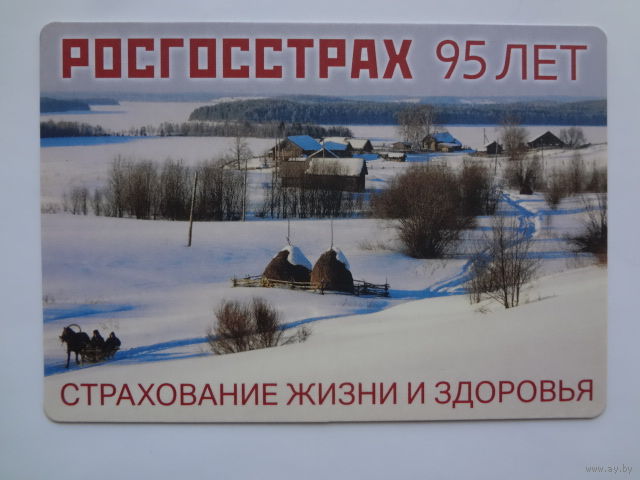 РОСГОССТРАХ 95 ЛЕТ
СТРАХОВАНИЕ ЖИЗНИ И ЗДОРОВЬЯ
www.ay.by